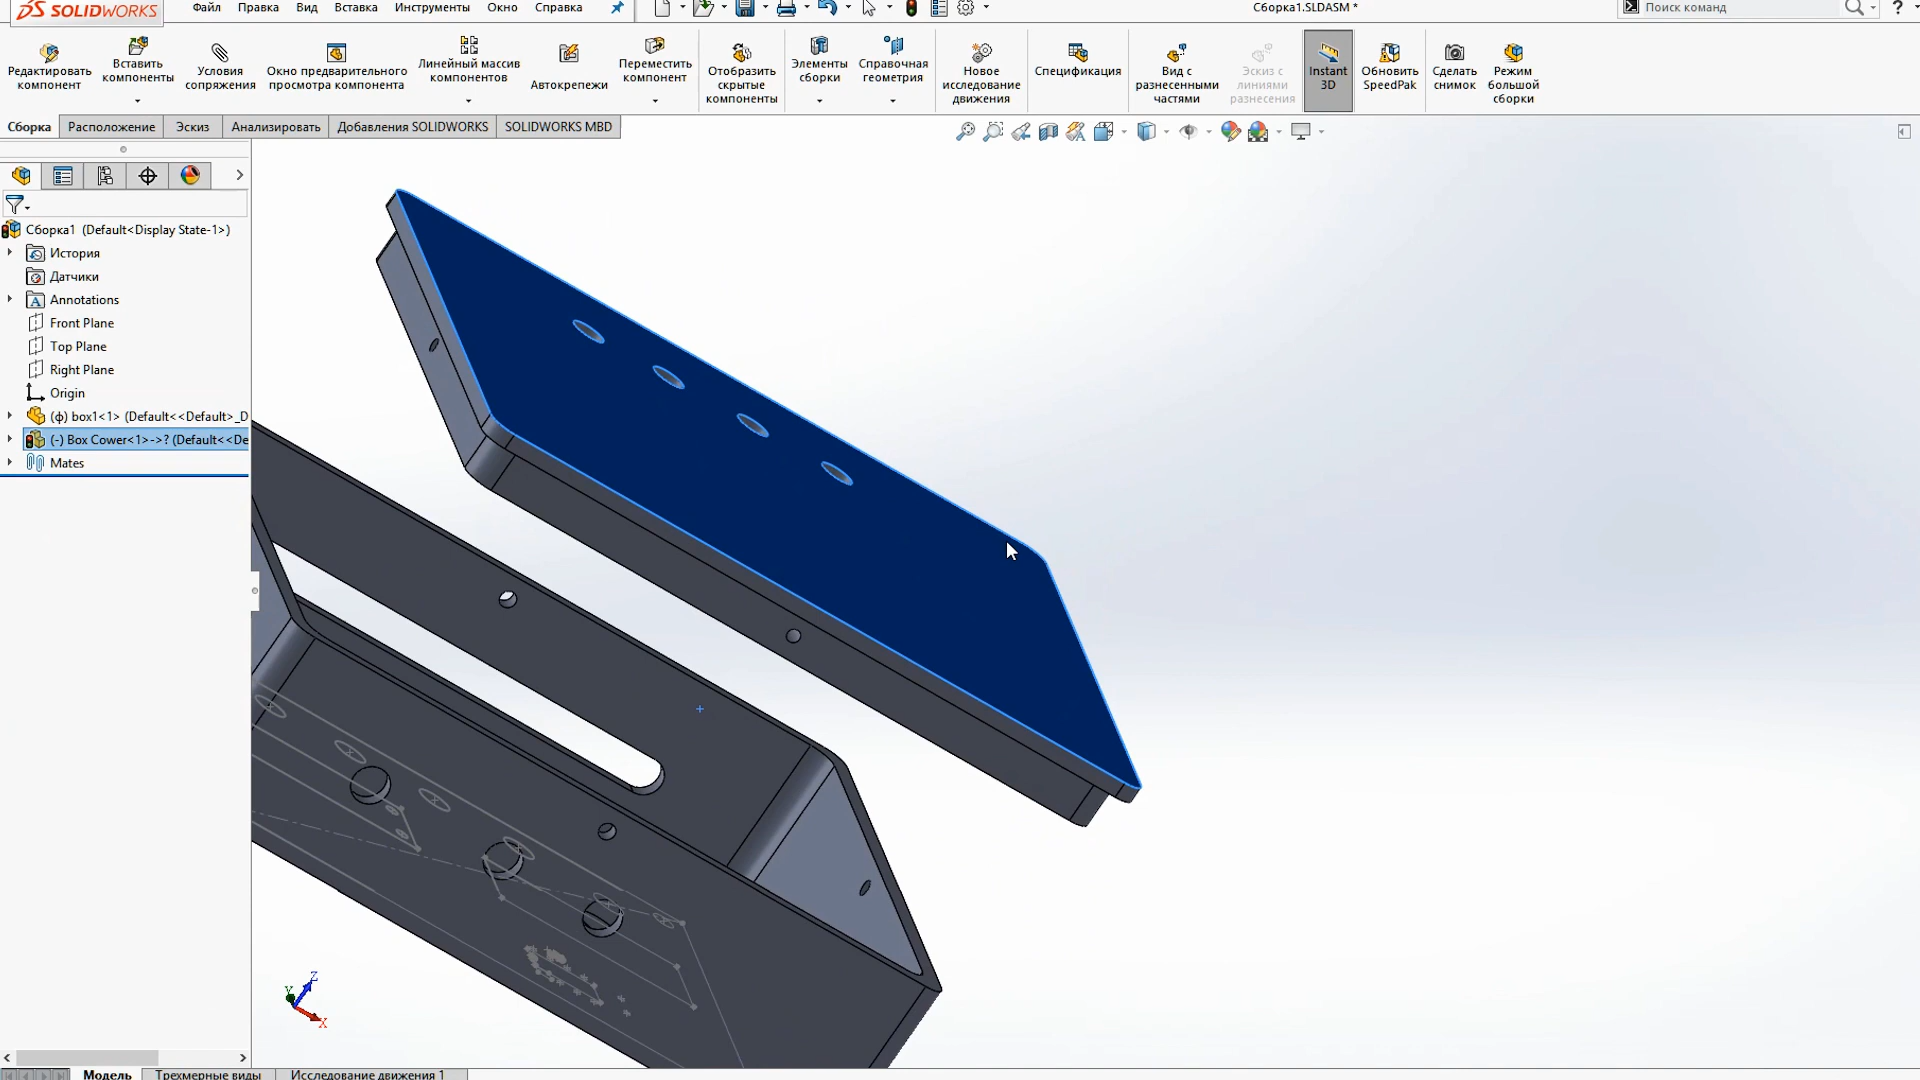 SOLIDWORKS
Файл Правка Вид Вставка Инструменты Окно Справка
Сборка1.SLDASM *
Поиск команд
?
Редактировать
компонент
Вставить
компоненты
Условия
сопряжения
Окно предварительного
просмотра компонента
Линейный массив
компонентов
Автокрепежи
Переместить
компонент
Отобразить
скрытые
компоненты
Элементы
сборки
Справочная
геометрия
Новое
исследование
движения
Спецификация
Вид с
разнесенными
частями
Эскиз с
линиями
разнесения
Instant
3D
Обновить
SpeedPak
Сделать
снимок
Режим
большой
сборки
Сборка Расположение Эскиз Анализировать Добавления SOLIDWORKS SOLIDWORKS MBD
Сборка1 (Default<Display State-1>)
История
Датчики
A Annotations
Front Plane
Top Plane
Right Plane
Origin
(ф) box1<1> (Default<<Default>_D
(-) Box Cower<1>->? (Default<<De
Mates
Z
Y
X
Модель Трехмерные виды Исследование движения 1